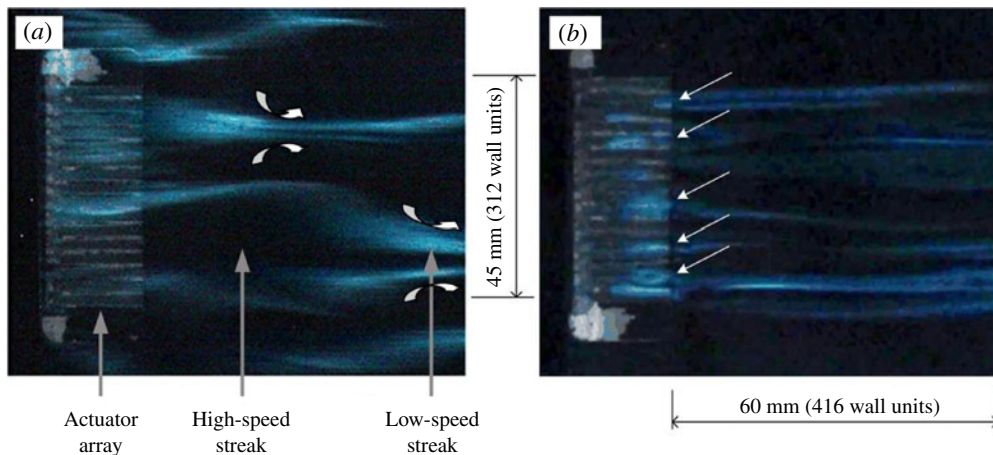 (a)
(b)
45 mm (312 wall units)
60 mm (416 wall units)
Actuator
array
High-speed
streak
Low-speed
streak